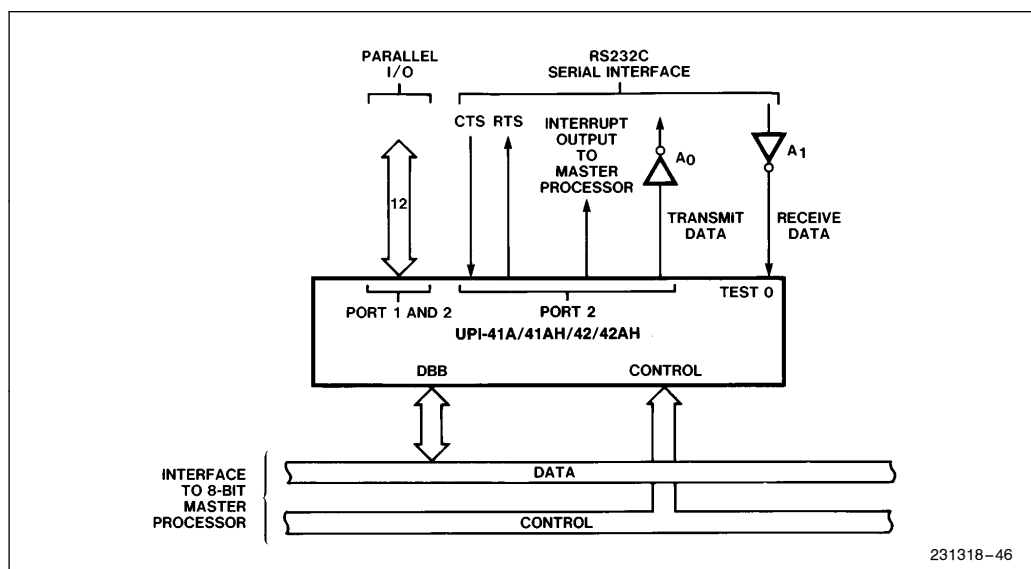 PARALLEL
I/O
RS232C
SERIAL INTERFACE
CTS RTS
INTERRUPT
OUTPUT
TO
MASTER
PROCESSOR
A0
A1
12
TRANSMIT
DATA
RECEIVE
DATA
TEST 0
PORT 1 AND 2
PORT 2
UPI-41A/41AH/42/42AH
DBB
CONTROL
INTERFACE
TO 8-BIT
MASTER
PROCESSOR
DATA
CONTROL
231318–46